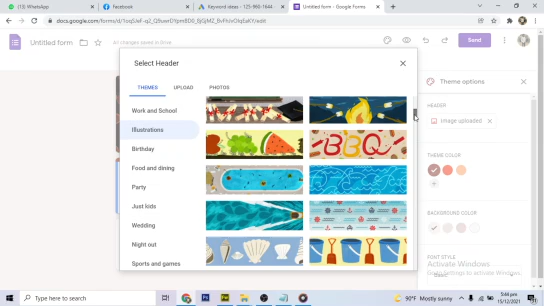 (13) WhatsApp
Facebook
Keyword ideas - 125-960-1644
Untitled form - Google Forms
Untitled form
All changes saved in Drive
Send
Select Header
THEMES
UPLOAD
PHOTOS
Work and School
Illustrations
Birthday
Food and dining
Party
Just kids
Wedding
Night out
Sports and games
BBQ
Theme options
HEADER
Image uploaded
THEME COLOR
BACKGROUND COLOR
FONT STYLE
Basic
Activate Windows
Go to Settings to activate Windows.
Type here to search
90°F Mostly sunny
5:44 pm
15/12/2021